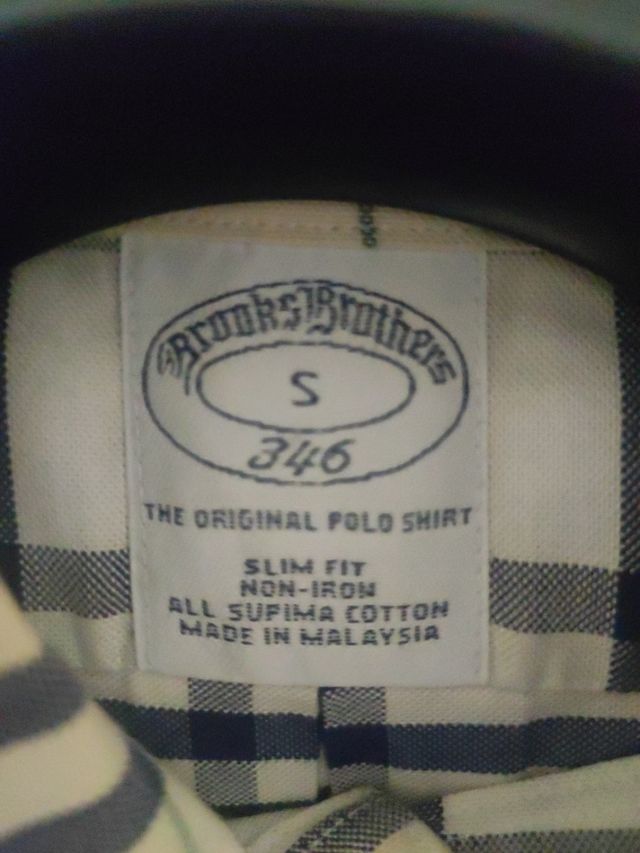 Brooks Brothers
S
346
THE ORIGINAL POLO SHIRT
SLIM FIT
NON-IRON
ALL SUPIMA COTTON
MADE IN MALAYSIA